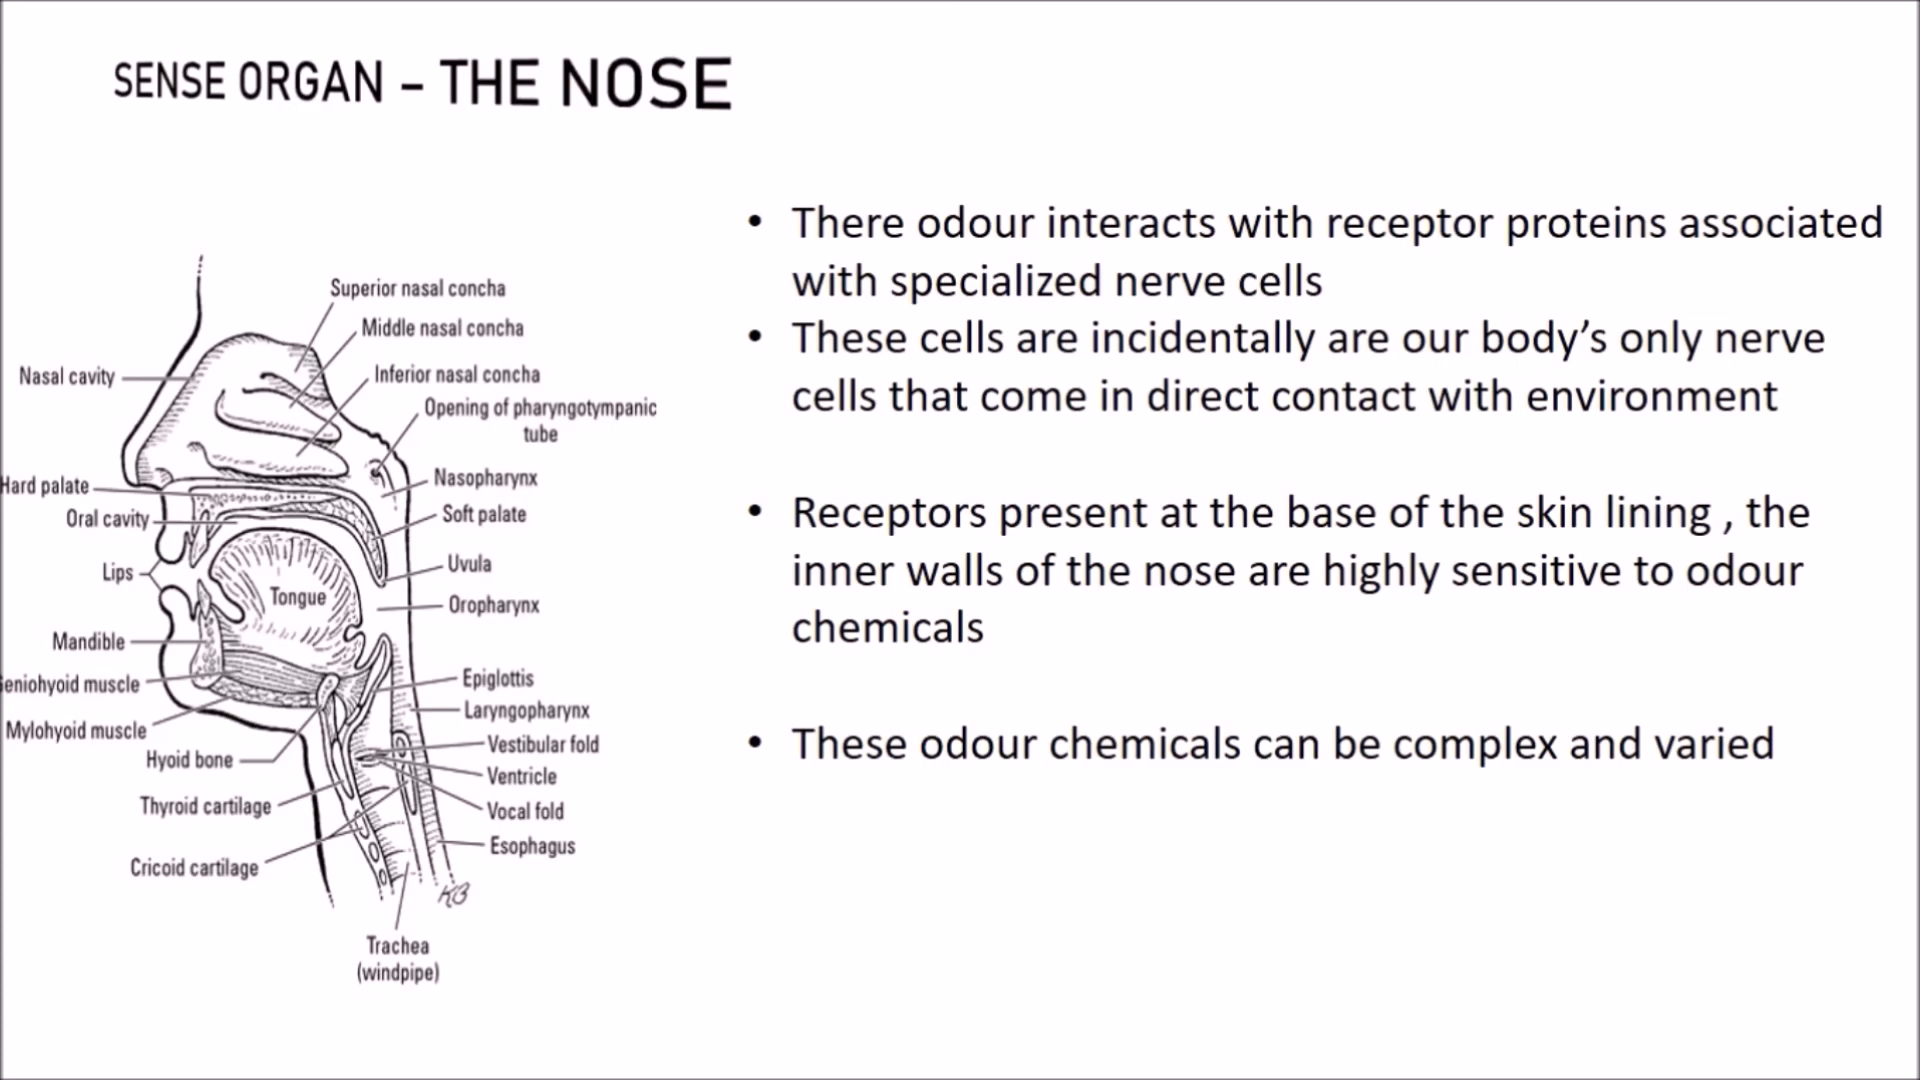 SENSE ORGAN – THE NOSE
• There odour interacts with receptor proteins associated
with specialized nerve cells
• These cells are incidentally are our body’s only nerve
cells that come in direct contact with environment
• Receptors present at the base of the skin lining , the
inner walls of the nose are highly sensitive to odour
chemicals
• These odour chemicals can be complex and varied
Superior nasal concha
Middle nasal concha
Nasal cavity
Inferior nasal concha
Opening of pharyngotympanic
tube
Nasopharynx
Hard palate
Soft palate
Oral cavity
Uvula
Lips
Tongue
Oropharynx
Mandible
Epiglottis
eniohyoid muscle
Laryngopharynx
Mylohyoid muscle
Vestibular fold
Hyoid bone
Ventricle
Thyroid cartilage
Vocal fold
Esophagus
Cricoid cartilage
KB
Trachea
(windpipe)